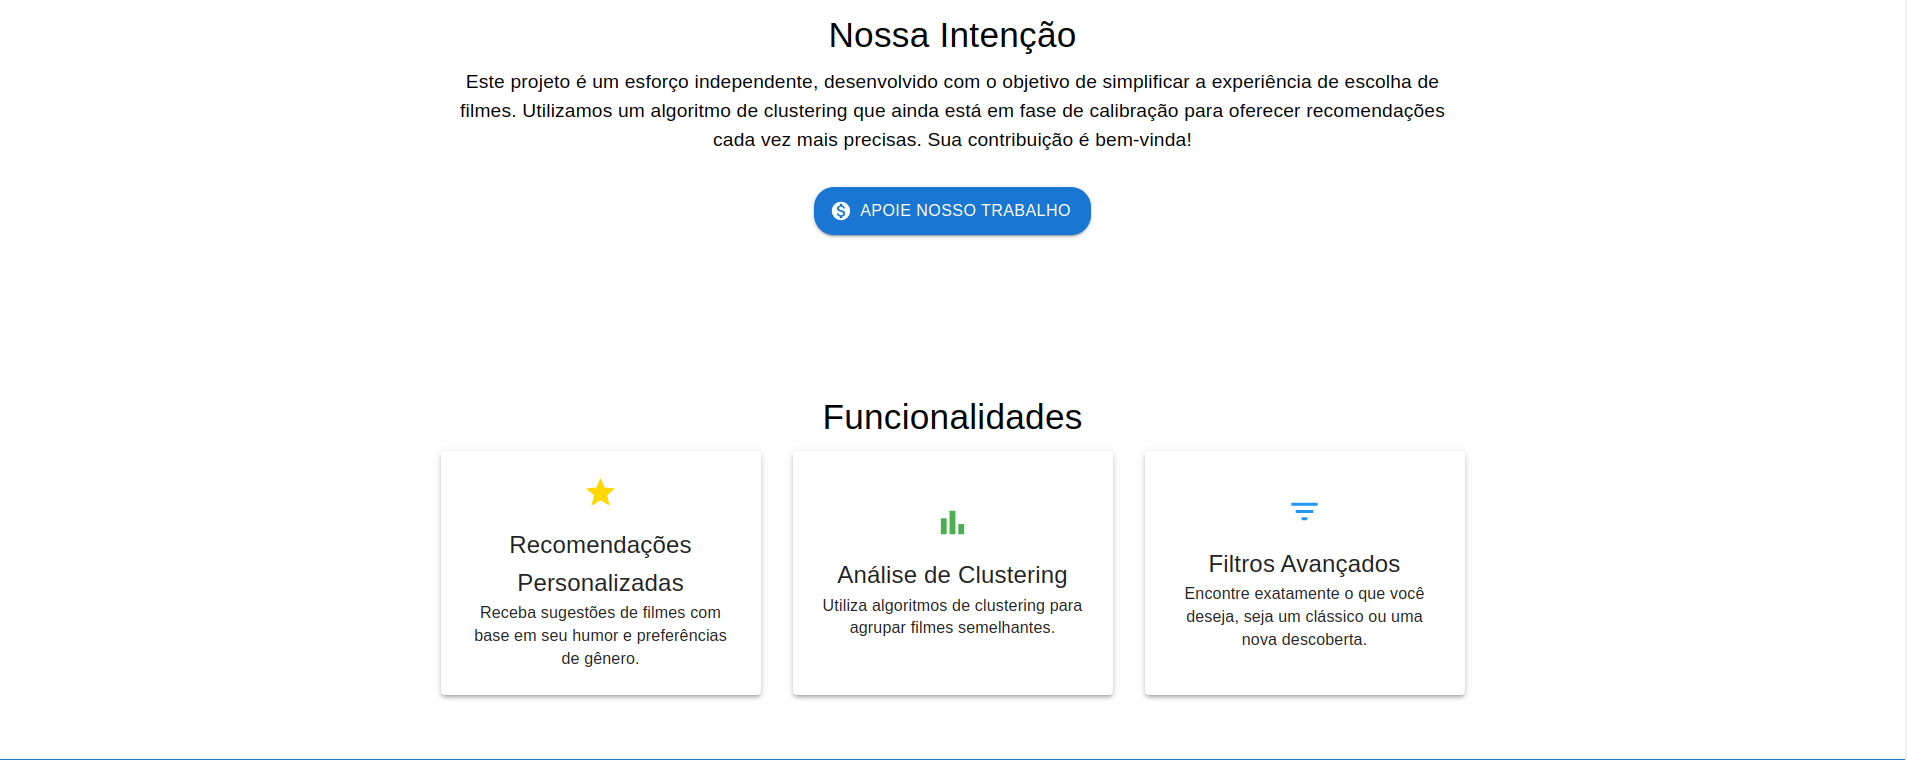 Nossa Intenção
Este projeto é um esforço independente, desenvolvido com o objetivo de simplificar a experiência de escolha de
filmes. Utilizamos um algoritmo de clustering que ainda está em fase de calibração para oferecer recomendações
cada vez mais precisas. Sua contribuição é bem-vinda!
APOIE NOSSO TRABALHO
Funcionalidades
Recomendações
Personalizadas
Receba sugestões de filmes com
base em seu humor e preferências
de gênero.
Análise de Clustering
Utiliza algoritmos de clustering para
agrupar filmes semelhantes.
Filtros Avançados
Encontre exatamente o que você
deseja, seja um clássico ou uma
nova descoberta.